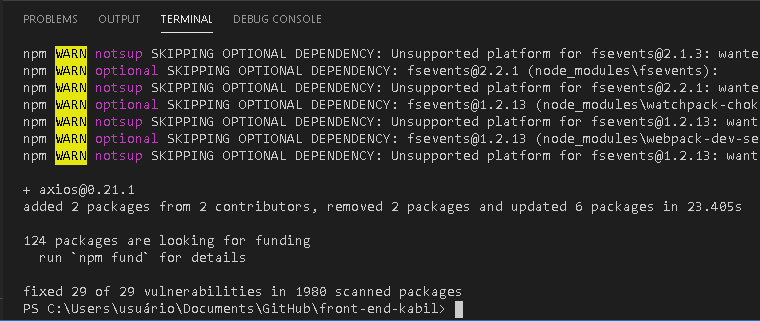 PROBLEMS OUTPUT TERMINAL DEBUG CONSOLE
npm WARN notsup SKIPPING OPTIONAL DEPENDENCY: Unsupported platform for fsevents@2.1.3: wante
npm WARN optional SKIPPING OPTIONAL DEPENDENCY: fsevents@2.2.1 (node_modules\fsevents):
npm WARN notsup SKIPPING OPTIONAL DEPENDENCY: Unsupported platform for fsevents@2.2.1: wante
npm WARN optional SKIPPING OPTIONAL DEPENDENCY: fsevents@1.2.13 (node_modules\watchpack-chok
npm WARN notsup SKIPPING OPTIONAL DEPENDENCY: Unsupported platform for fsevents@1.2.13: want
npm WARN optional SKIPPING OPTIONAL DEPENDENCY: fsevents@1.2.13 (node_modules\webpack-dev-se
npm WARN notsup SKIPPING OPTIONAL DEPENDENCY: Unsupported platform for fsevents@1.2.13: want
+ axios@0.21.1
added 2 packages from 2 contributors, removed 2 packages and updated 6 packages in 23.405s
124 packages are looking for funding
run `npm fund` for details
fixed 29 of 29 vulnerabilities in 1980 scanned packages
PS C:\Users\usuário\Documents\GitHub\front-end-kabil>